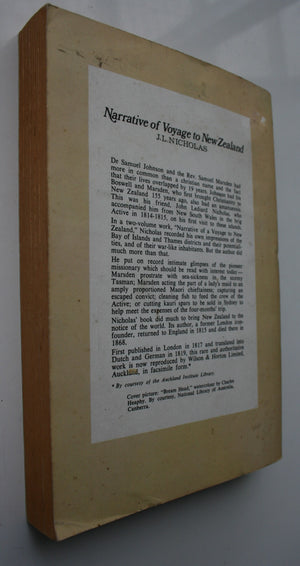 Narrative of Voyage to New Zealand
J.L. NICHOLAS
Dr Samuel Johnson and the Rev. Samuel Marsden had
more in common than a christian name and the fact
that their lives overlapped by 19 years. Johnson had his
Boswell and Marsden, who first brought Christianity to
New Zealand 155 years ago, also had an amanuensis.
This was his friend, John Lediard Nicholas, who
accompanied him from New South Wales in the brig
Active in 1814-1815, on his first visit to these islands.
In a two-volume work, "Narrative of a Voyage to New
Zealand," Nicholas recorded his own impressions of the
Bay of Islands and Thames districts and their potentiali-
ties, and of their war-like inhabitants. But the author did
much more than that.
He put on record intimate glimpses of the pioneer
missionary which should be read with interest today —
Marsden prostrate with sea-sickness in the stormy
Tasman; Marsden acting the part of a bully's maid to an
amply proportioned Maori chieftainess; capturing an
escaped convict; cleaning fish to feed the crew of the
Active; or cutting kauri spars to be sold in Sydney to
help meet the expenses of the four-months' trip.
Nicholas' book did much to bring New Zealand to the
notice of the world. Its author, a former London iron-
founder, returned to England in 1815 and died there in
1868.
First published in London in 1817 and translated into
Dutch and German in 1819, this rare and authoritative
work is now reproduced by Wilson & Horton Limited,
Auckland, in facsimile form.*
* By courtesy of the Auckland Institute Library.
Cover picture: "Bream Head," watercolour by Charles
Heaphy. By courtesy, National Library of Australia,
Canberra.